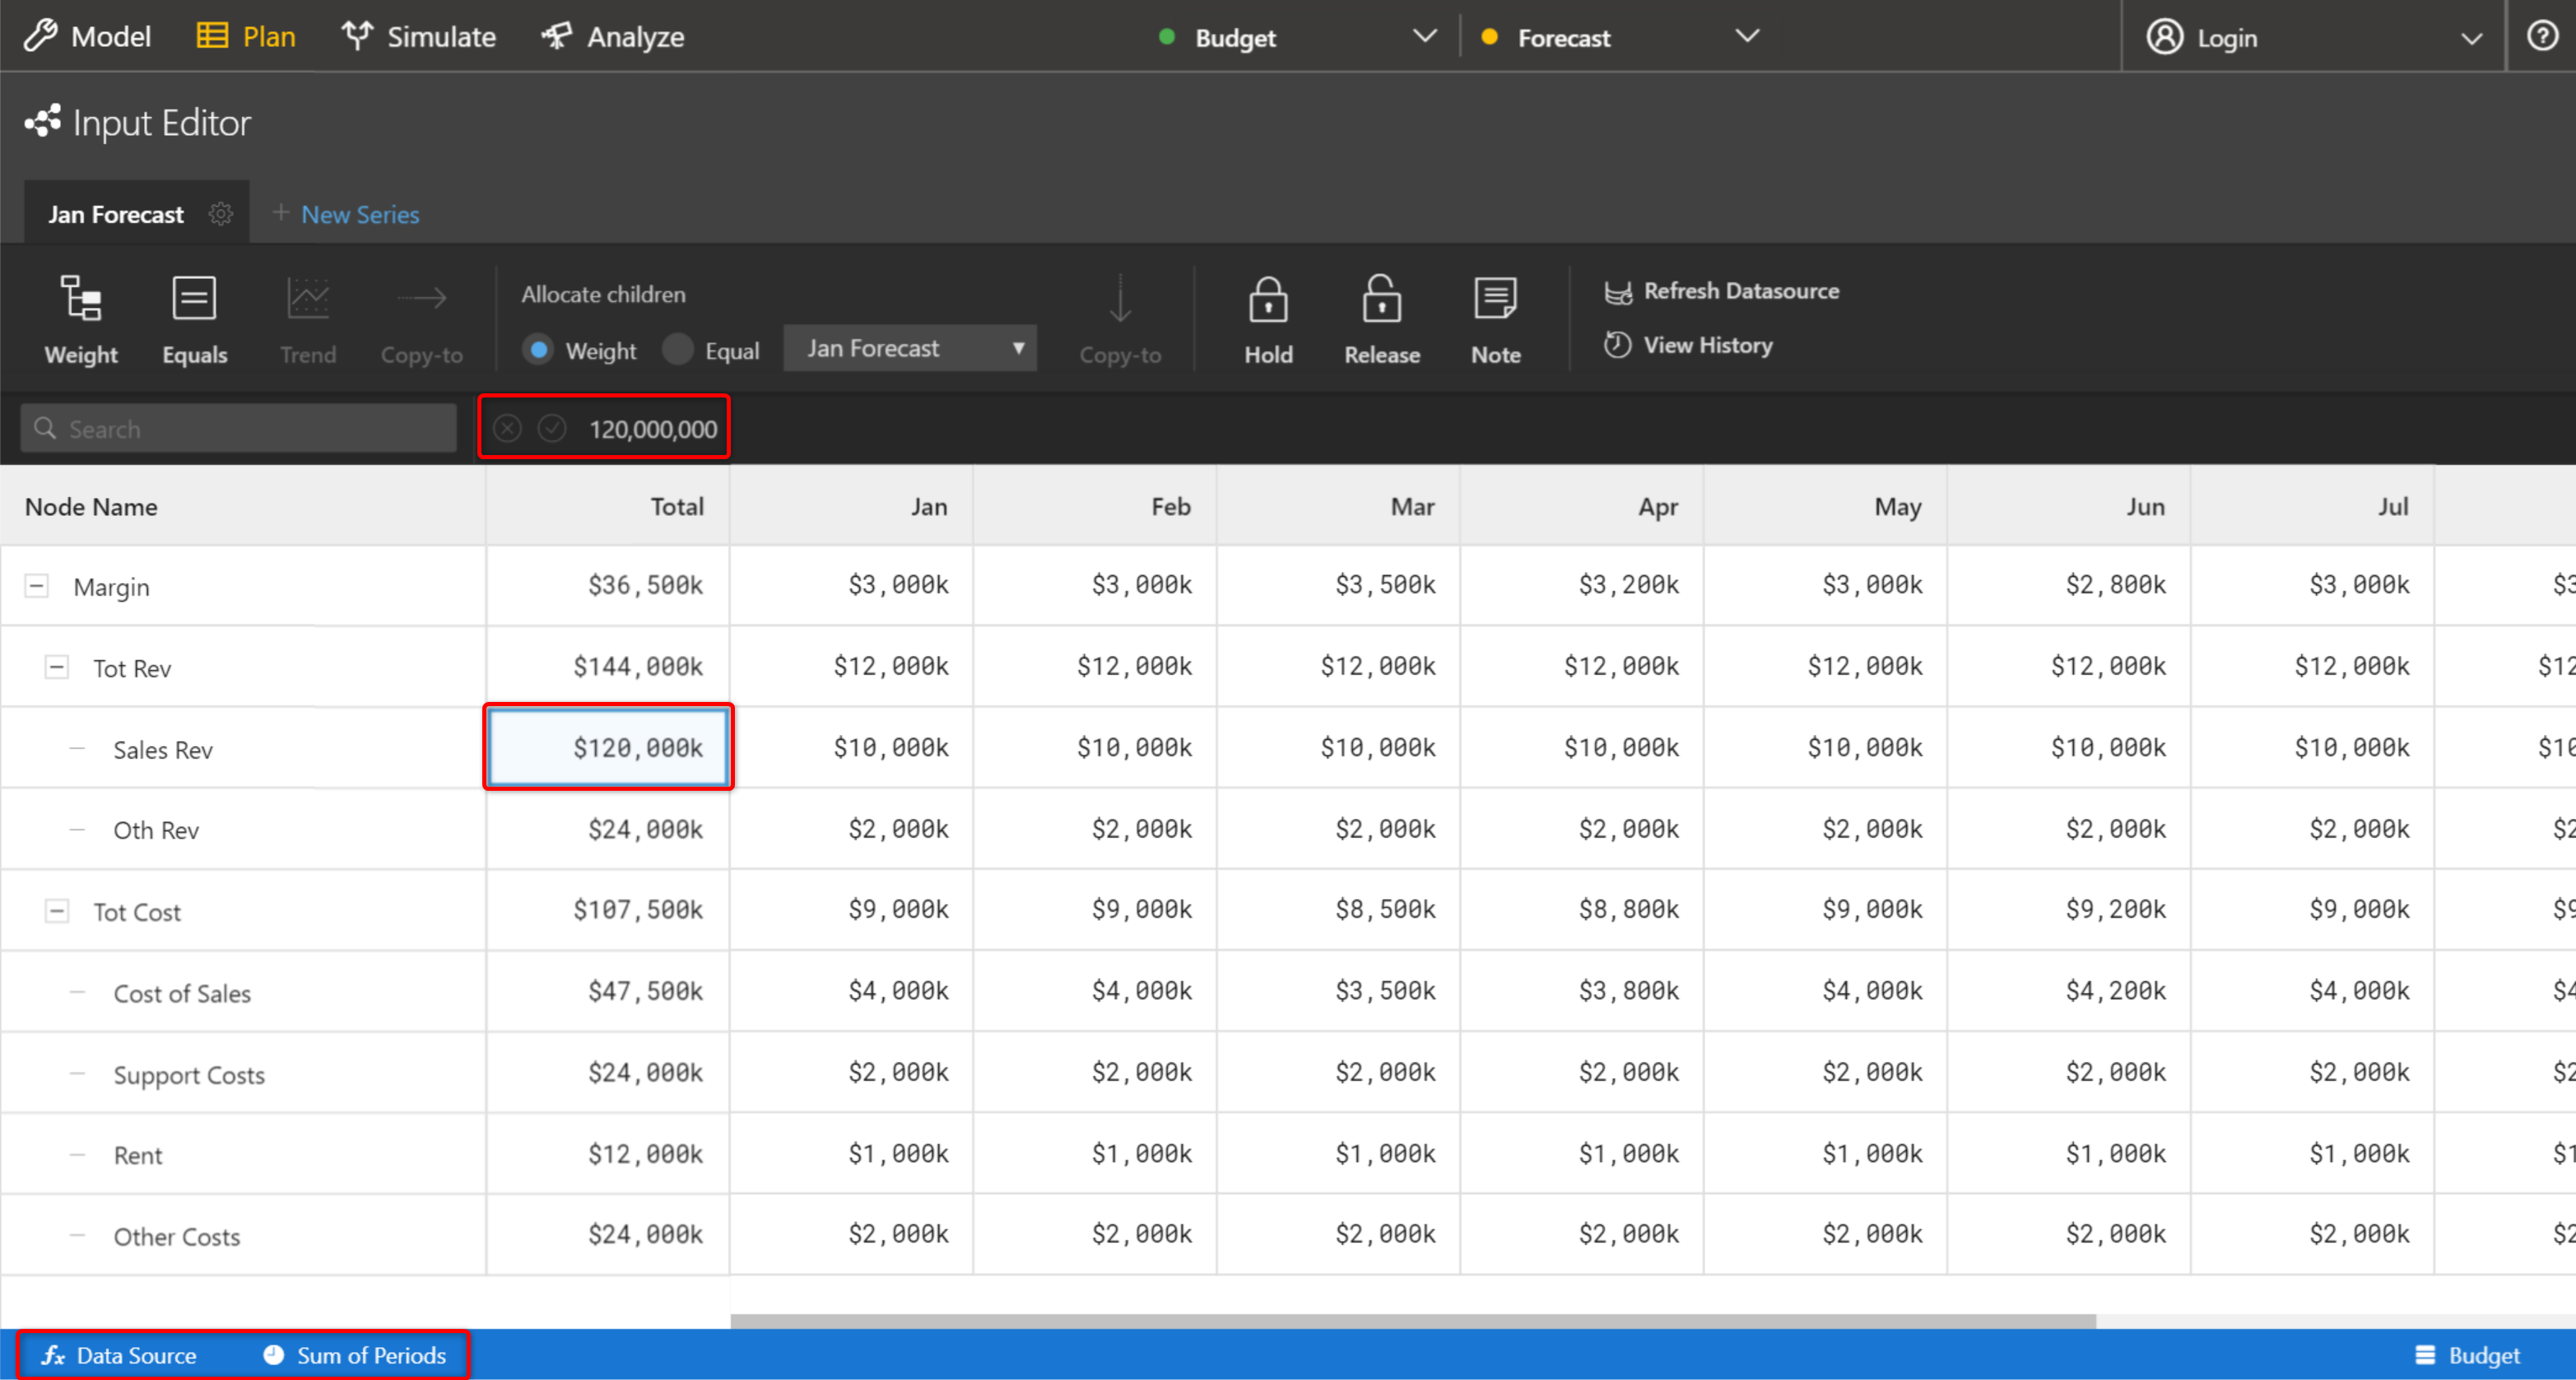 Model Plan Simulate Analyze Budget Forecast Login
Input Editor
Jan Forecast + New Series
Weight Equals Trend Copy-to
Allocate children
Weight Equal Jan Forecast
Copy-to Hold Release Note
Refresh Datasource
View History
Search 120,000,000
Node Name Total Jan Feb Mar Apr May Jun Jul
Margin $36,500k $3,000k $3,000k $3,500k $3,200k $3,000k $2,800k $3,000k $3
Tot Rev $144,000k $12,000k $12,000k $12,000k $12,000k $12,000k $12,000k $12,000k $12
Sales Rev $120,000k $10,000k $10,000k $10,000k $10,000k $10,000k $10,000k $10,000k $10
Oth Rev $24,000k $2,000k $2,000k $2,000k $2,000k $2,000k $2,000k $2,000k $2
Tot Cost $107,500k $9,000k $9,000k $8,500k $8,800k $9,000k $9,200k $9,000k $9
Cost of Sales $47,500k $4,000k $4,000k $3,500k $3,800k $4,000k $4,200k $4,000k $4
Support Costs $24,000k $2,000k $2,000k $2,000k $2,000k $2,000k $2,000k $2,000k $2
Rent $12,000k $1,000k $1,000k $1,000k $1,000k $1,000k $1,000k $1,000k $1
Other Costs $24,000k $2,000k $2,000k $2,000k $2,000k $2,000k $2,000k $2,000k $2
fx Data Source Sum of Periods Budget